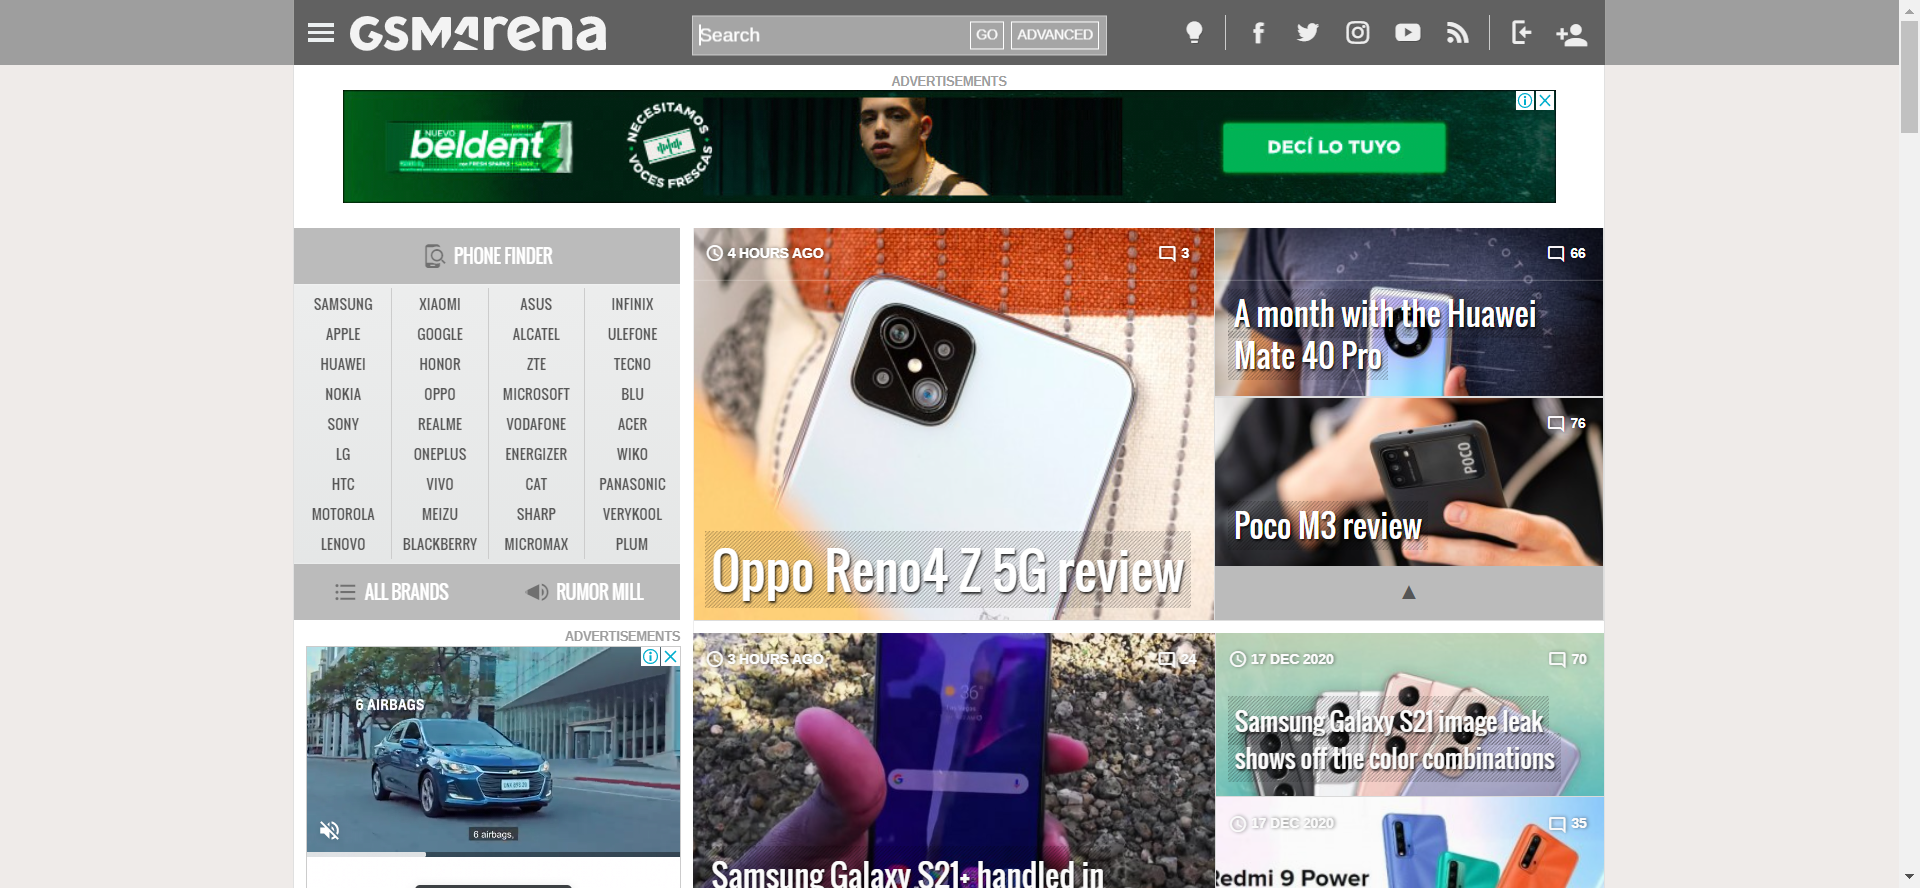 GSMArena
Search
GO
ADVANCED
ADVERTISEMENTS
NUEVO
beldent
NECESITAMOS
VOCES FRESCAS
DECÍ LO TUYO
PHONE FINDER
SAMSUNG XIAOMI ASUS INFINIX
APPLE GOOGLE ALCATEL ULEFONE
HUAWEI HONOR ZTE TECNO
NOKIA OPPO MICROSOFT BLU
SONY REALME VODAFONE ACER
LG ONEPLUS ENERGIZER WIKO
HTC VIVO CAT PANASONIC
MOTOROLA MEIZU SHARP VERYKOOL
LENOVO BLACKBERRY MICROMAX PLUM
ALL BRANDS
RUMOR MILL
4 HOURS AGO
3
Oppo Reno4 Z 5G review
66
A month with the Huawei
Mate 40 Pro
76
POCO
Poco M3 review
▲
ADVERTISEMENTS
6 AIRBAGS
6 airbags,
3 HOURS AGO
24
36°
Samsung Galaxy S21+ handled in
17 DEC 2020
70
Samsung Galaxy S21 image leak
shows off the color combinations
17 DEC 2020
35
Redmi 9 Power